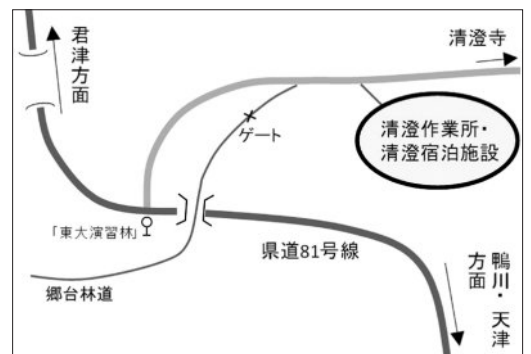 君津方面
清澄寺
ゲート
清澄作業所・
清澄宿泊施設
「東大演習林」
県道81号線
郷台林道
鴨川・天津
方面